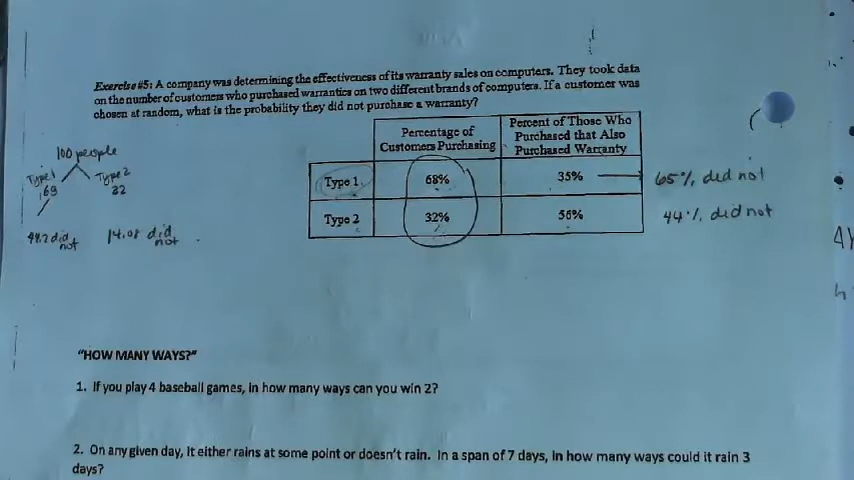 Exercise #5: A company was determining the effectiveness of its warranty sales on computers. They took data
on the number of customers who purchased warranties on two different brands of computers. If a customer was
chosen at random, what is the probability they did not purchase a warranty?
Percentage of
Customers Purchasing
Percent of Those Who
Purchased that Also
Purchased Warranty
Type 1
68%
35%
65% did not
Type 2
32%
56%
44% did not
100 people
Type 1
Type 2
68
32
44.2 did
not
14.08 did
not
"HOW MANY WAYS?"
1. If you play 4 baseball games, in how many ways can you win 2?
2. On any given day, it either rains at some point or doesn't rain. In a span of 7 days, in how many ways could it rain 3
days?